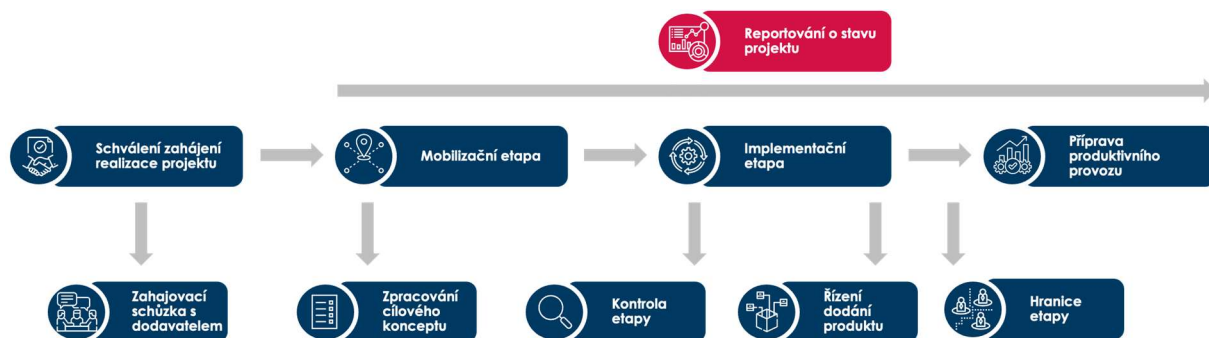 Reportování o stavu
projektu
Schválení zahájení
realizace projektu
Mobilizační etapa
Implementační
etapa
Příprava
produktivního
provozu
Zahajovací
schůzka s
dodavatelem
Zpracování
cílového
konceptu
Kontrola
etapy
Řízení
dodání
produktu
Hranice
etapy